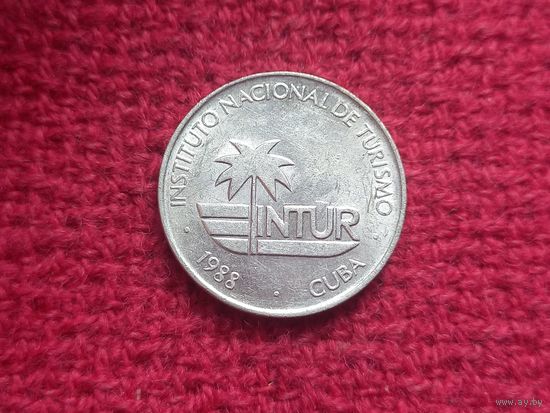 INSTITUTO NACIONAL DE TURISMO
INTUR
1988 • CUBA
www.ay.by